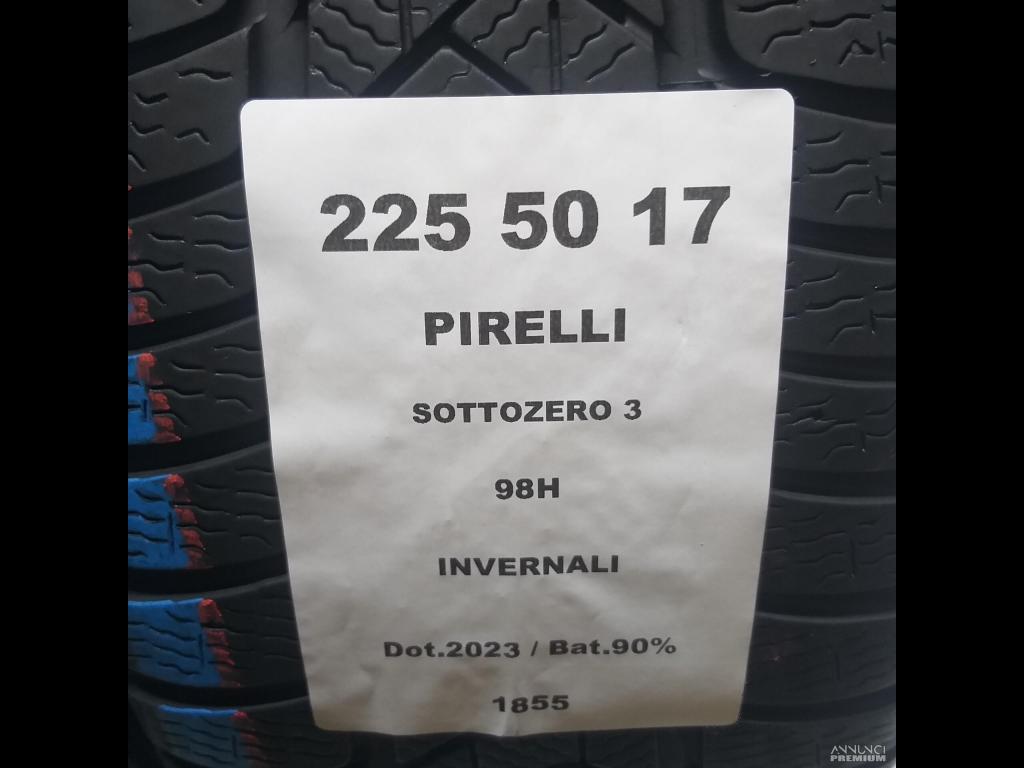 225 50 17
PIRELLI
SOTTOZERO 3
98H
INVERNALI
Dot.2023 / Bat.90%
1855
ANNUNCI
PREMIUM